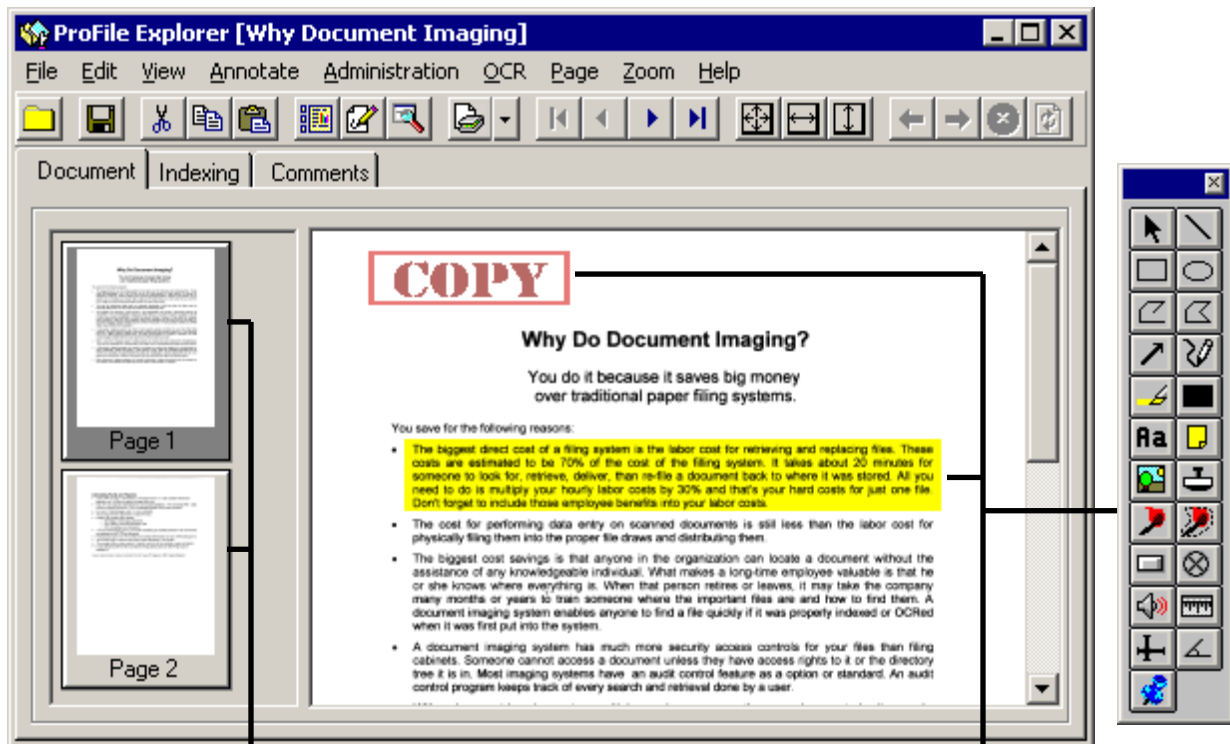 ProFile Explorer [Why Document Imaging]
File Edit View Annotate Administration OCR Page Zoom Help
Document Indexing Comments
Page 1
Page 2
COPY
Why Do Document Imaging?
You do it because it saves big money
over traditional paper filing systems.
You save for the following reasons:
• The biggest direct cost of a filing system is the labor cost for retrieving and replacing files. These
costs are estimated to be 70% of the cost of the filing system. It takes about 20 minutes for
someone to look for, retrieve, deliver, than re-file a document back to where it was stored. All you
need to do is multiply your hourly labor costs by 30% and that's your hard costs for just one file.
Don't forget to include those employee benefits into your labor costs.
• The cost for performing data entry on scanned documents is still less than the labor cost for
physically filing them into the proper file draws and distributing them.
• The biggest cost savings is that anyone in the organization can locate a document without the
assistance of any knowledgeable individual. What makes a long-time employee valuable is that he
or she knows where everything is. When that person retires or leaves, it may take the company
many months or years to train someone where the important files are and how to find them. A
document imaging system enables anyone to find a file quickly if it was properly indexed or OCRed
when it was first put into the system.
• A document imaging system has much more security access controls for your files than filing
cabinets. Someone cannot access a document unless they have access rights to it or the directory
tree it is in. Most imaging systems have an audit control feature as a option or standard. An audit
control program keeps track of every search and retrieval done by a user.
Aa